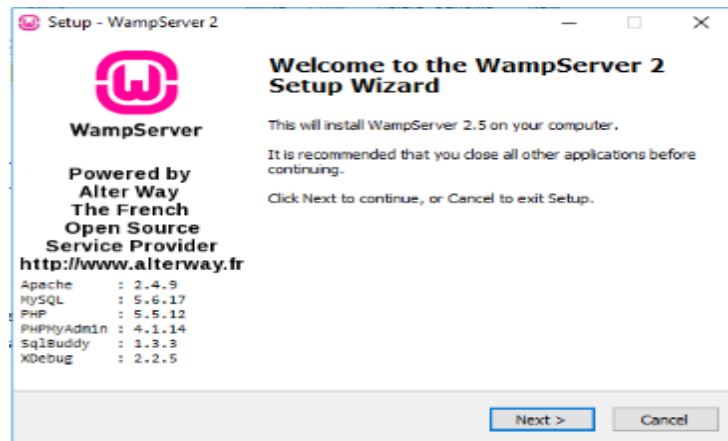 Setup - WampServer 2
WampServer
Powered by
Alter Way
The French
Open Source
Service Provider
http://www.alterway.fr
Apache : 2.4.9
MySQL : 5.6.17
PHP : 5.5.12
PHPMyAdmin : 4.1.14
SqlBuddy : 1.3.3
XDebug : 2.2.5
Welcome to the WampServer 2
Setup Wizard
This will install WampServer 2.5 on your computer.
It is recommended that you close all other applications before
continuing.
Click Next to continue, or Cancel to exit Setup.
Next >
Cancel